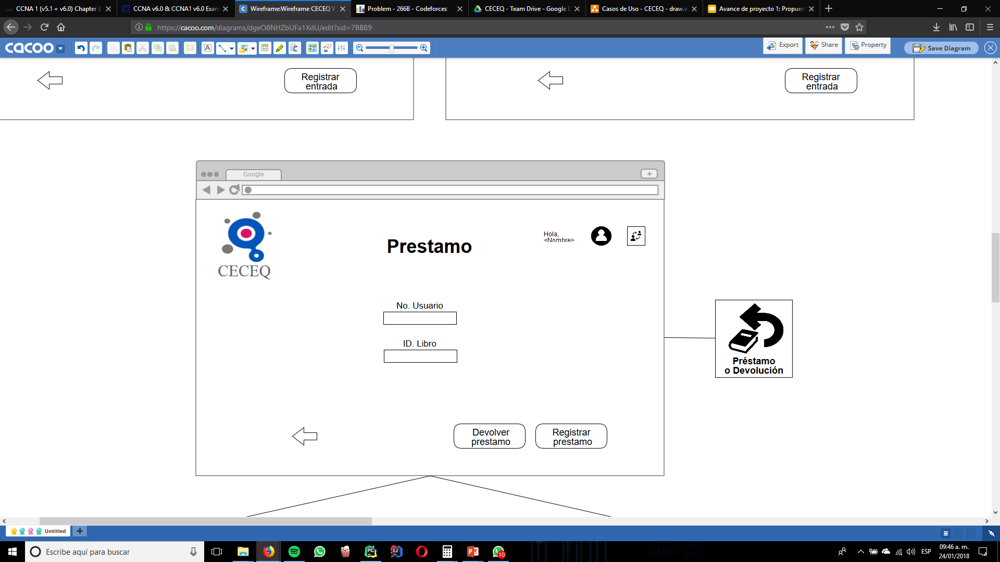 CCNA 1 (v5.1 + v6.0) Chapter 3
CCNA v6.0 & CCNA1 v6.0 Exam
Wireframe:Wireframe CECEQ V
Problem - 266B - Codeforces
CECEQ - Team Drive - Google D
Casos de Uso - CECEQ - draw.io
Avance de proyecto 1: Propues
https://cacoo.com/diagrams/dgeO8NHZbUFa1XdU/edit?sid=7BB89
cacoo
Export
Share
Property
Save Diagram
Registrar
entrada
Registrar
entrada
Google
+
CECEQ
Prestamo
Hola,
<Nombre>
No. Usuario
ID. Libro
Préstamo
o Devolución
Devolver
prestamo
Registrar
prestamo
Untitled
Escribe aquí para buscar
10
ESP
09:46 a. m.
24/01/2018